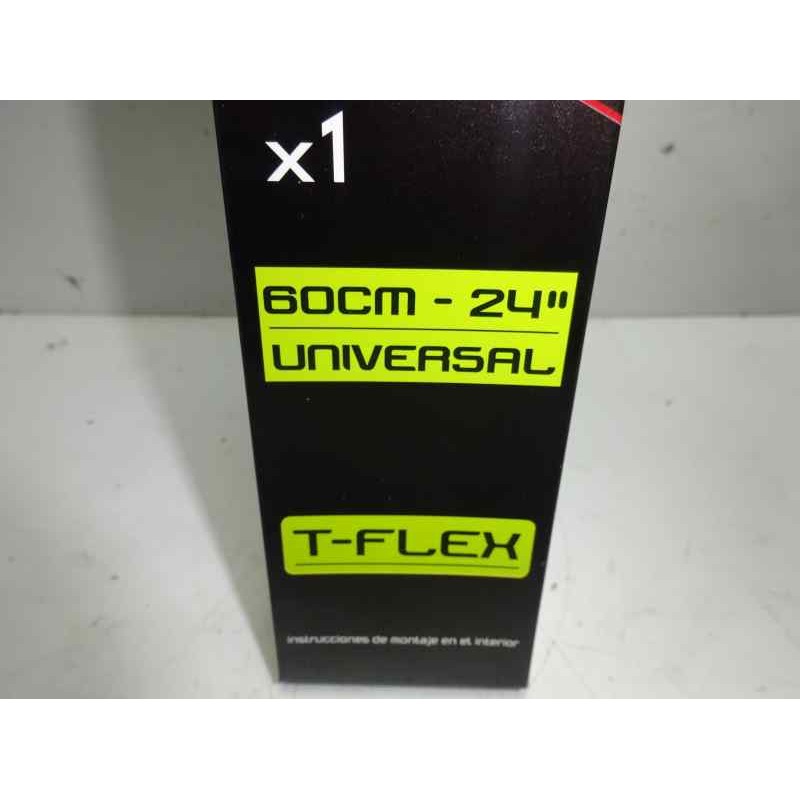 x1
60CM - 24"
UNIVERSAL
T-FLEX
instrucciones de montaje en el interior